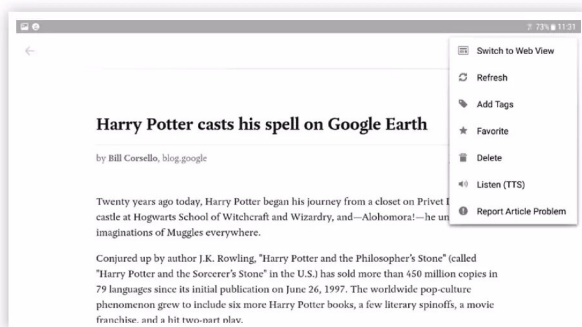 73% 11:31
Switch to Web View
Refresh
Add Tags
Favorite
Delete
Listen (TTS)
Report Article Problem
Harry Potter casts his spell on Google Earth
by Bill Corsello, blog.google
Twenty years ago today, Harry Potter began his journey from a closet on Privet
castle at Hogwarts School of Witchcraft and Wizardry, and—Alohomora!—he
imaginations of Muggles everywhere.
Conjured up by author J.K. Rowling, "Harry Potter and the Philosopher's Stone" (called
"Harry Potter and the Sorcerer's Stone" in the U.S.) has sold more than 450 million copies in
79 languages since its initial publication on June 26, 1997. The worldwide pop-culture
phenomenon grew to include six more Harry Potter books, a few literary spinoffs, a movie
franchise, and a hit two-part play.